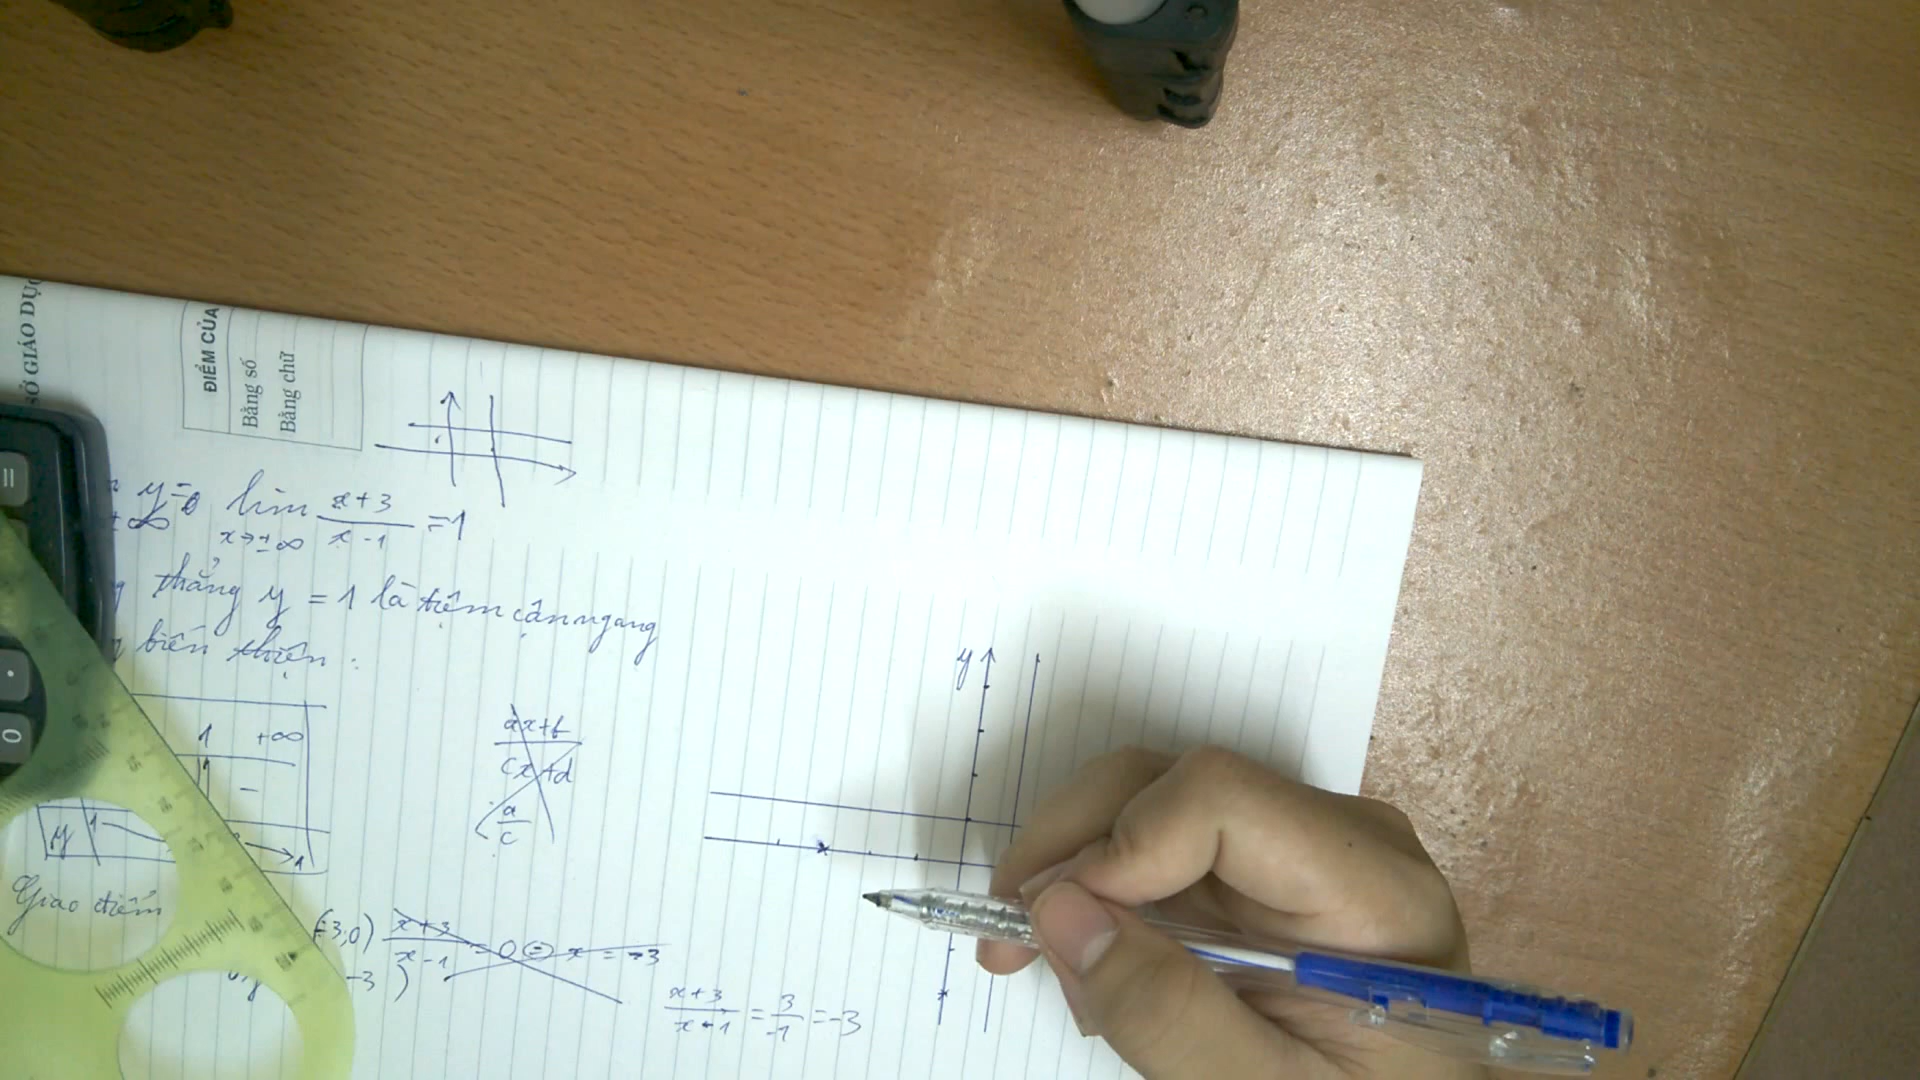 SỞ GIÁO DỤC
ĐIỂM CỦA
Bằng số
Bằng chữ
y = lim x+3 / x-1 = 1
x→±∞
thẳng y = 1 là tiệm cận ngang
biến thiên :
1 +∞
-
y 1 1
ax+b
cx+d
a
c
y
Giao điểm
(-3;0) x+3 / x-1 = 0 ⇔ x = -3
-3 )
x+3 / x-1 = 3 / -1 = -3
=
.
0